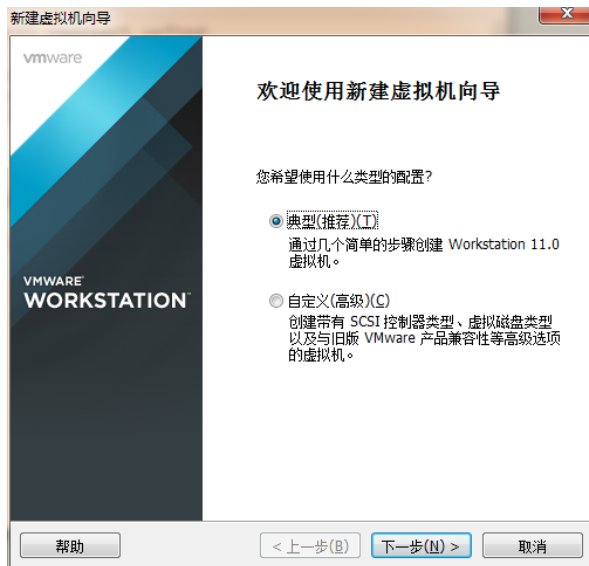 新建虚拟机向导
vmware
欢迎使用新建虚拟机向导
您希望使用什么类型的配置?
典型(推荐)(T)
通过几个简单的步骤创建 Workstation 11.0
虚拟机。
VMWARE®
WORKSTATION™
自定义(高级)(C)
创建带有 SCSI 控制器类型、虚拟磁盘类型
以及与旧版 VMware 产品兼容性等高级选项
的虚拟机。
帮助
< 上一步(B)
下一步(N) >
取消